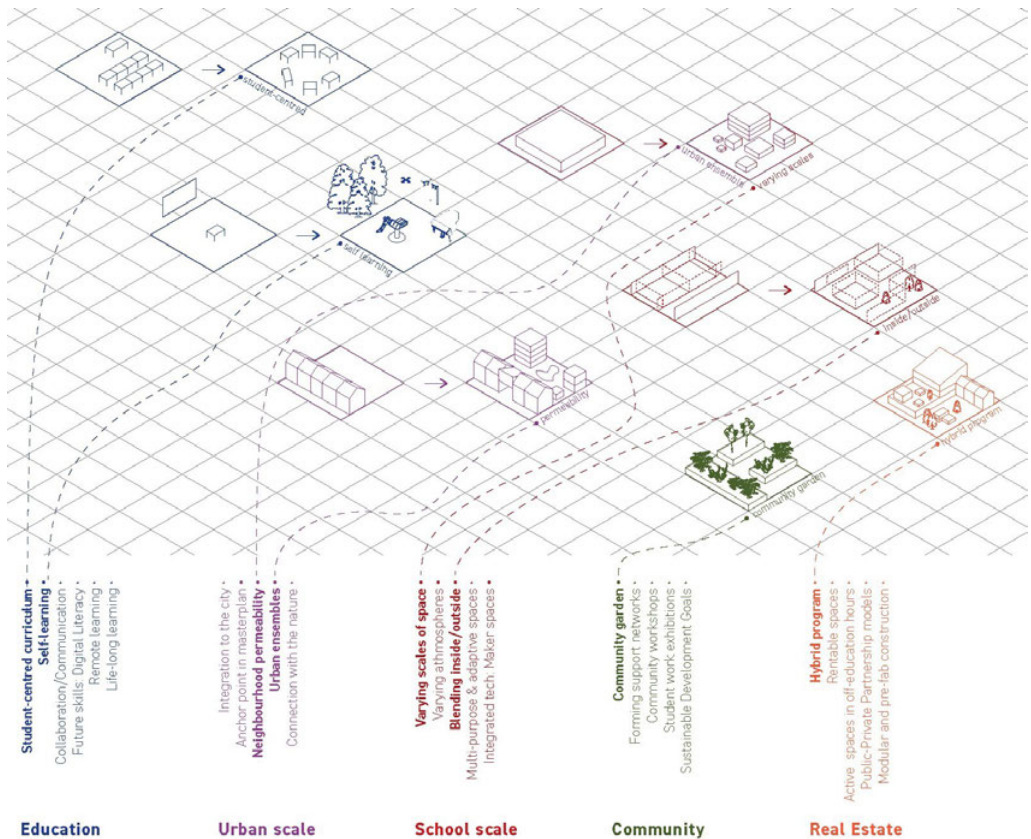 student-centred
urban ensemble
varying scales
Self learning
inside/outside
permeability
hybrid program
community garden
Student-centred curriculum
Self-learning
Collaboration/Communication
Future skills: Digital Literacy
Remote learning
Life-long learning
Integration to the city
Anchor point in masterplan
Neighbourhood permeability
Urban ensembles
Connection with the nature
Varying scales of space
Varying athmospheres
Blending inside/outside
Multi-purpose & adaptive spaces
Integrated tech Maker spaces
Community garden
Forming support networks
Community workshops
Student work exhibitions
Sustainable Development Goals
Hybrid program
Rentable spaces
Active spaces in off-education hours
Public-Private Partnership models
Modular and pre-fab construction
Education
Urban scale
School scale
Community
Real Estate